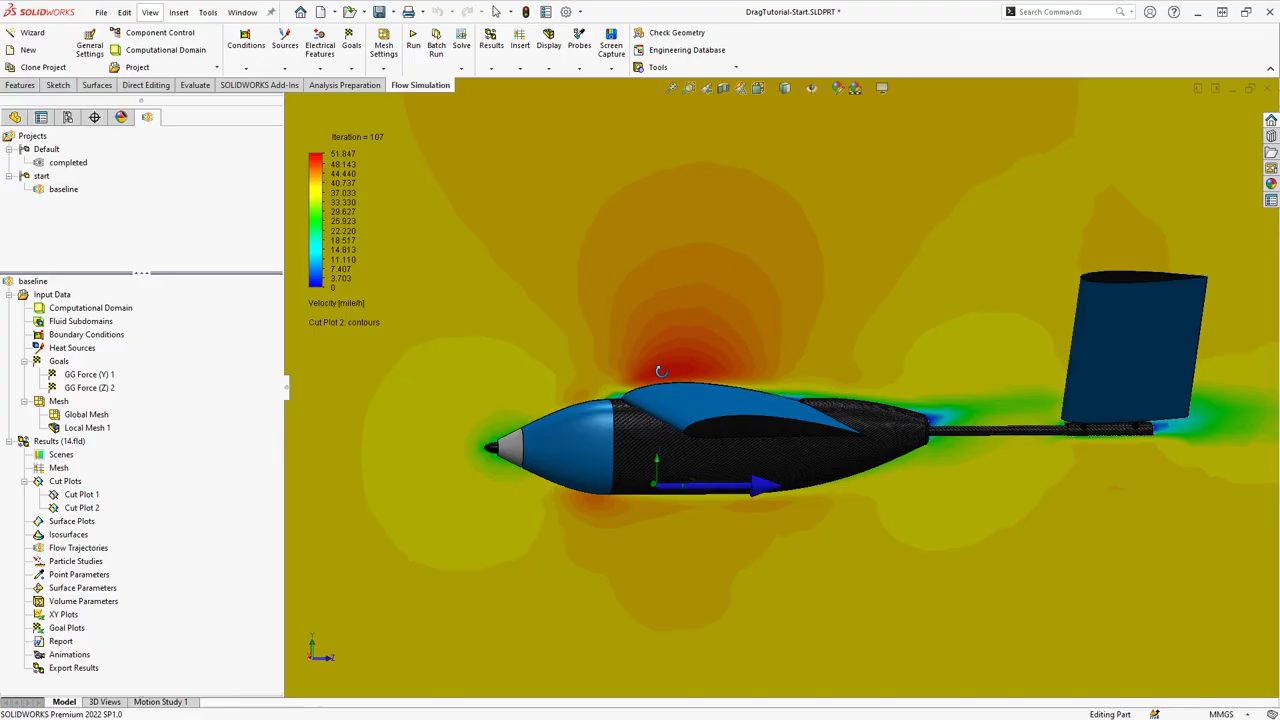 SOLIDWORKS File Edit View Insert Tools Window DragTutorial-Start.SLDPRT * Search Commands
Wizard
New
Clone Project
General Settings
Component Control
Computational Domain
Project
Conditions
Sources
Electrical Features
Goals
Mesh Settings
Run
Batch Run
Solve
Results
Insert
Display
Probes
Screen Capture
Check Geometry
Engineering Database
Tools
Features Sketch Surfaces Direct Editing Evaluate SOLIDWORKS Add-Ins Analysis Preparation Flow Simulation
Projects
Default
completed
start
baseline
baseline
Input Data
Computational Domain
Fluid Subdomains
Boundary Conditions
Heat Sources
Goals
GG Force (Y) 1
GG Force (Z) 2
Mesh
Global Mesh
Local Mesh 1
Results (14.fld)
Scenes
Mesh
Cut Plots
Cut Plot 1
Cut Plot 2
Surface Plots
Isosurfaces
Flow Trajectories
Particle Studies
Point Parameters
Surface Parameters
Volume Parameters
XY Plots
Goal Plots
Report
Animations
Export Results
Iteration = 107
51.847
48.143
44.440
40.737
37.033
33.330
29.627
25.923
22.220
18.517
14.813
11.110
7.407
3.703
0
Velocity [mile/h]
Cut Plot 2: contours
Y
Z
Model 3D Views Motion Study 1
SOLIDWORKS Premium 2022 SP1.0 Editing Part MMGS